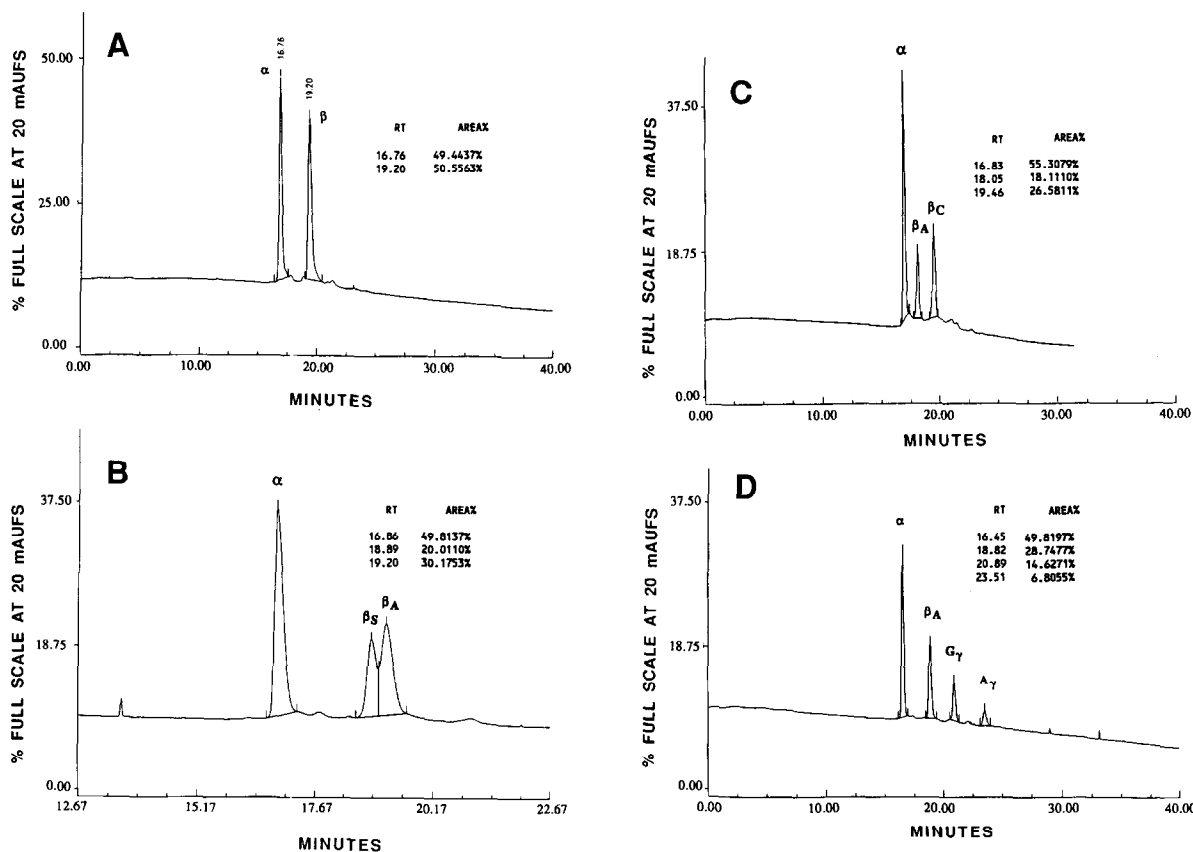 A
% FULL SCALE AT 20 mAUFS
50.00
25.00
0.00
α
16.76
19.20
β
RT AREA%
16.76 49.4437%
19.20 50.5563%
0.00 10.00 20.00 30.00 40.00
MINUTES
B
% FULL SCALE AT 20 mAUFS
37.50
18.75
0.00
α
βS
βA
RT AREA%
16.86 49.8137%
18.89 20.0110%
19.20 30.1753%
12.67 15.17 17.67 20.17 22.67
MINUTES
C
% FULL SCALE AT 20 mAUFS
37.50
18.75
0.00
α
βA
βC
RT AREA%
16.83 55.3079%
18.05 18.1110%
19.46 26.5811%
0.00 10.00 20.00 30.00 40.00
MINUTES
D
% FULL SCALE AT 20 mAUFS
37.50
18.75
0.00
α
βA
Gγ
Aγ
RT AREA%
16.45 49.8197%
18.82 28.7477%
20.89 14.6271%
23.51 6.8055%
0.00 10.00 20.00 30.00 40.00
MINUTES